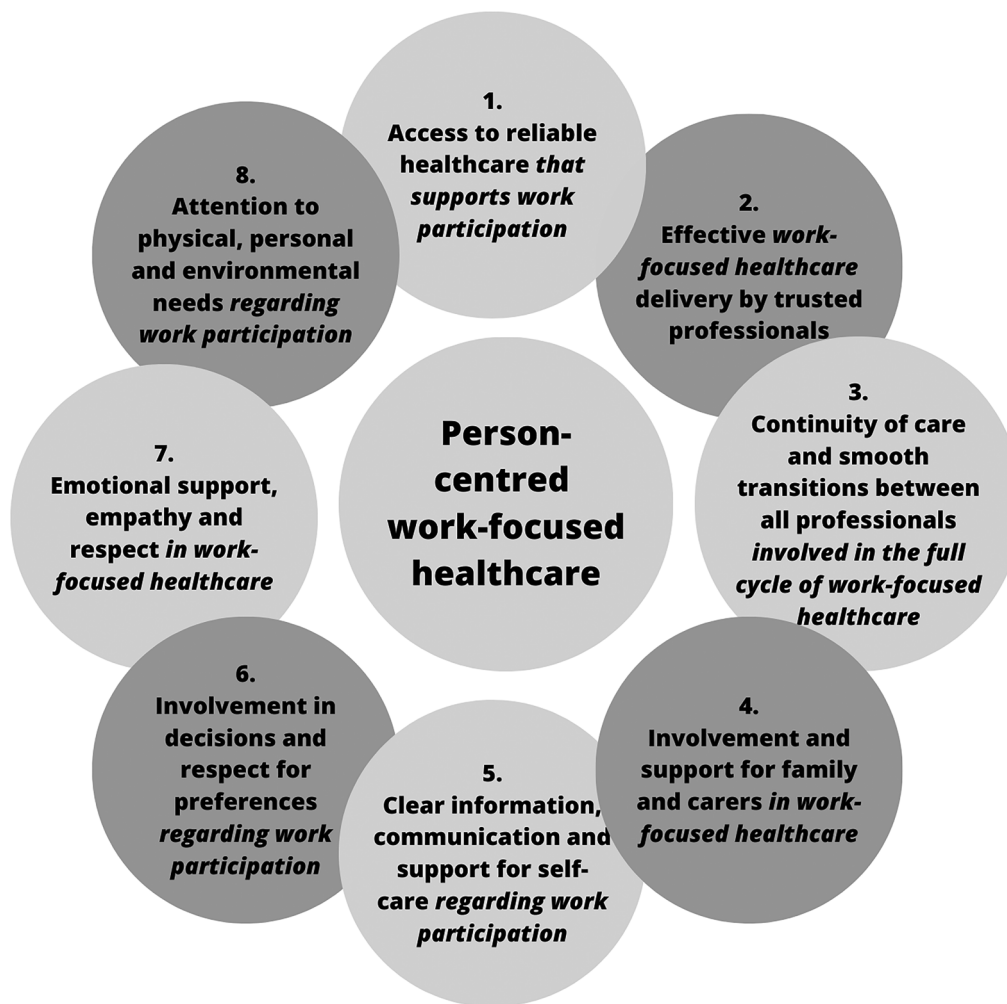 1.
Access to reliable
healthcare that
supports work
participation
2.
Effective work-
focused healthcare
delivery by trusted
professionals
3.
Continuity of care
and smooth
transitions between
all professionals
involved in the full
cycle of work-focused
healthcare
4.
Involvement and
support for family
and carers in work-
focused healthcare
5.
Clear information,
communication and
support for self-
care regarding work
participation
6.
Involvement in
decisions and
respect for
preferences
regarding work
participation
7.
Emotional support,
empathy and
respect in work-
focused healthcare
8.
Attention to
physical, personal
and environmental
needs regarding
work participation
Person-
centred
work-focused
healthcare